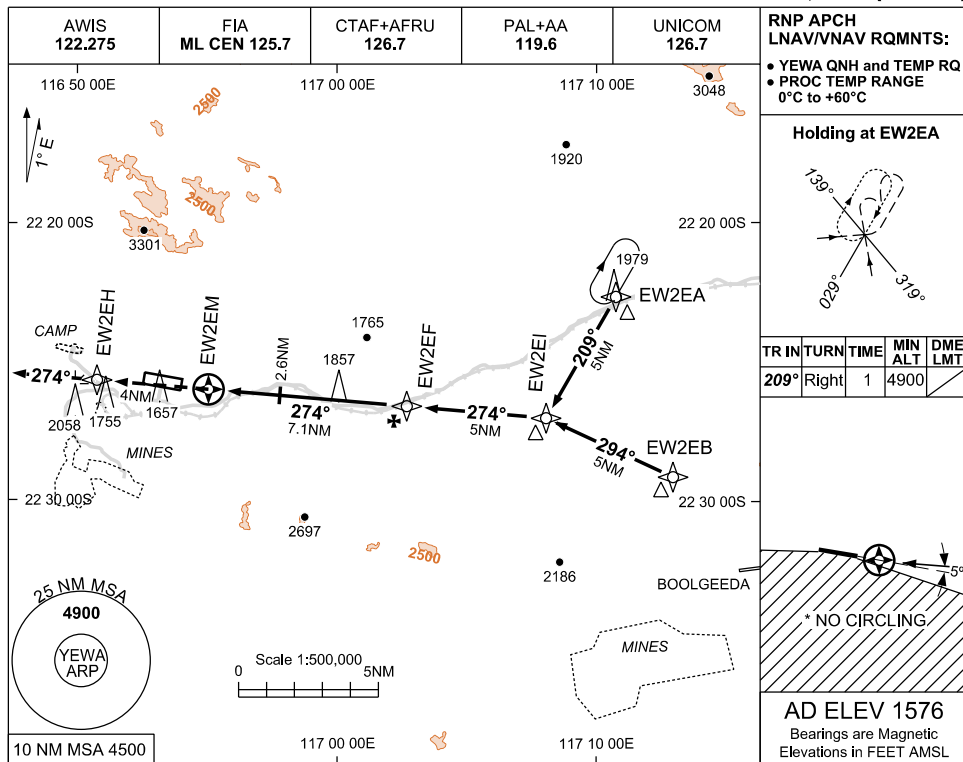 AWIS
122.275
FIA
ML CEN 125.7
CTAF+AFRU
126.7
PAL+AA
119.6
UNICOM
126.7
RNP APCH
LNAV/VNAV RQMNTS:
• YEWA QNH and TEMP RQ
• PROC TEMP RANGE
0°C to +60°C
116 50 00E
117 00 00E
117 10 00E
3048
2500
1° E
1920
Holding at EW2EA
139°
029°
319°
22 20 00S
22 20 00S
2500
3301
1979
EW2EA
209°
5NM
TR IN
TURN
TIME
MIN ALT
DME LMT
209°
Right
1
4900
CAMP
EW2EH
EW2EM
1765
2.6NM
1857
EW2EF
EW2EI
274°
4NM
1657
274°
7.1NM
274°
5NM
294°
5NM
EW2EB
2058
1755
MINES
22 30 00S
22 30 00S
2697
2500
2186
BOOLGEEDA
5°
* NO CIRCLING
25 NM MSA
4900
YEWA
ARP
Scale 1:500,000
0
5NM
MINES
10 NM MSA 4500
117 00 00E
117 10 00E
AD ELEV 1576
Bearings are Magnetic
Elevations in FEET AMSL